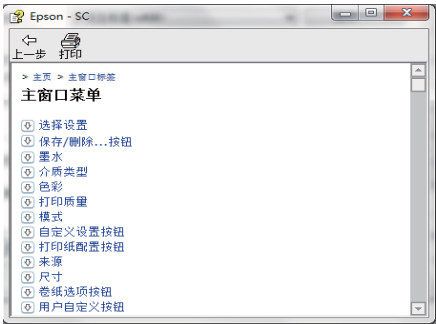 Epson - SC
上一步 打印
> 主页 > 主窗口标签
主窗口菜单
选择设置
保存/删除...按钮
墨水
介质类型
色彩
打印质量
模式
自定义设置按钮
打印纸配置按钮
来源
尺寸
卷纸选项按钮
用户自定义按钮